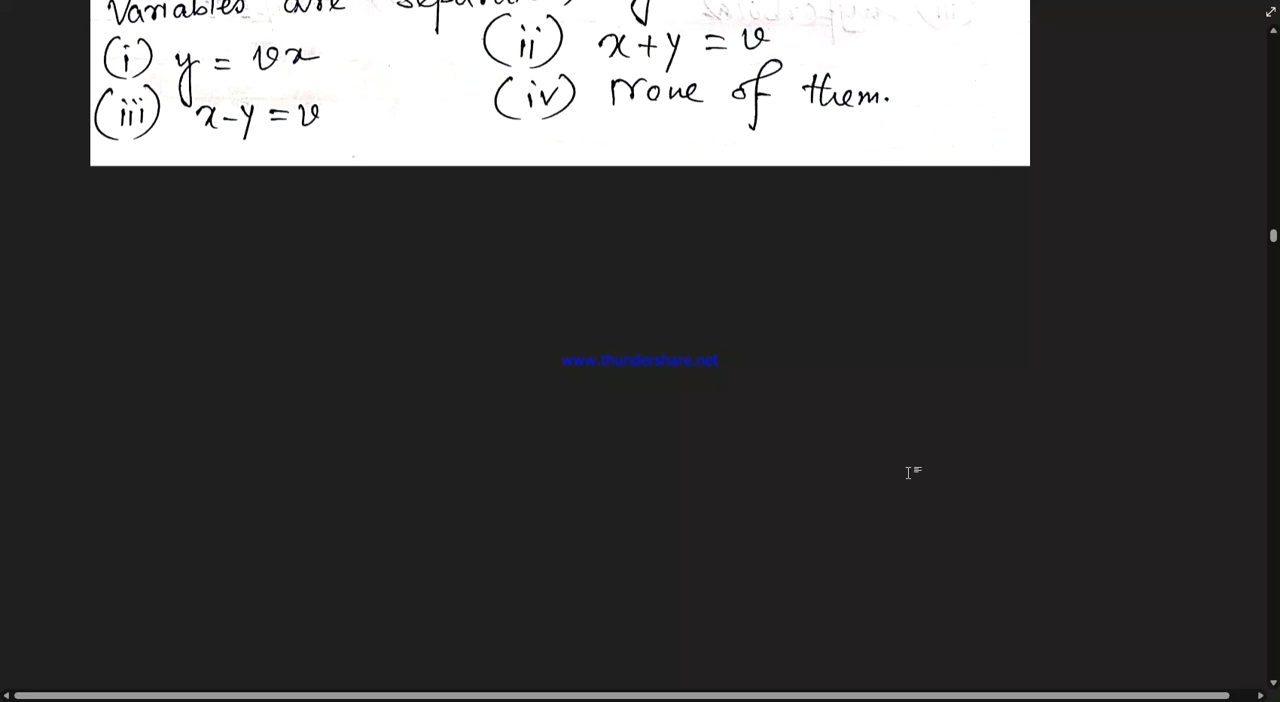 Variables are
(i) y = vx (ii) x+y = v
(iii) x-y = v (iv) None of them.
www.thundershare.net